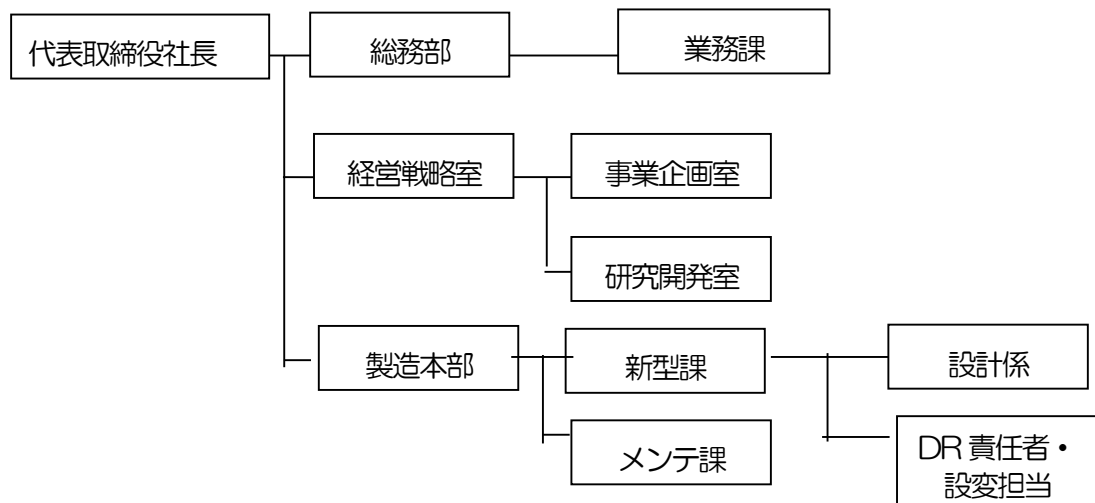 代表取締役社長
総務部
業務課
経営戦略室
事業企画室
研究開発室
製造本部
新型課
設計係
メンテ課
DR 責任者・
設変担当